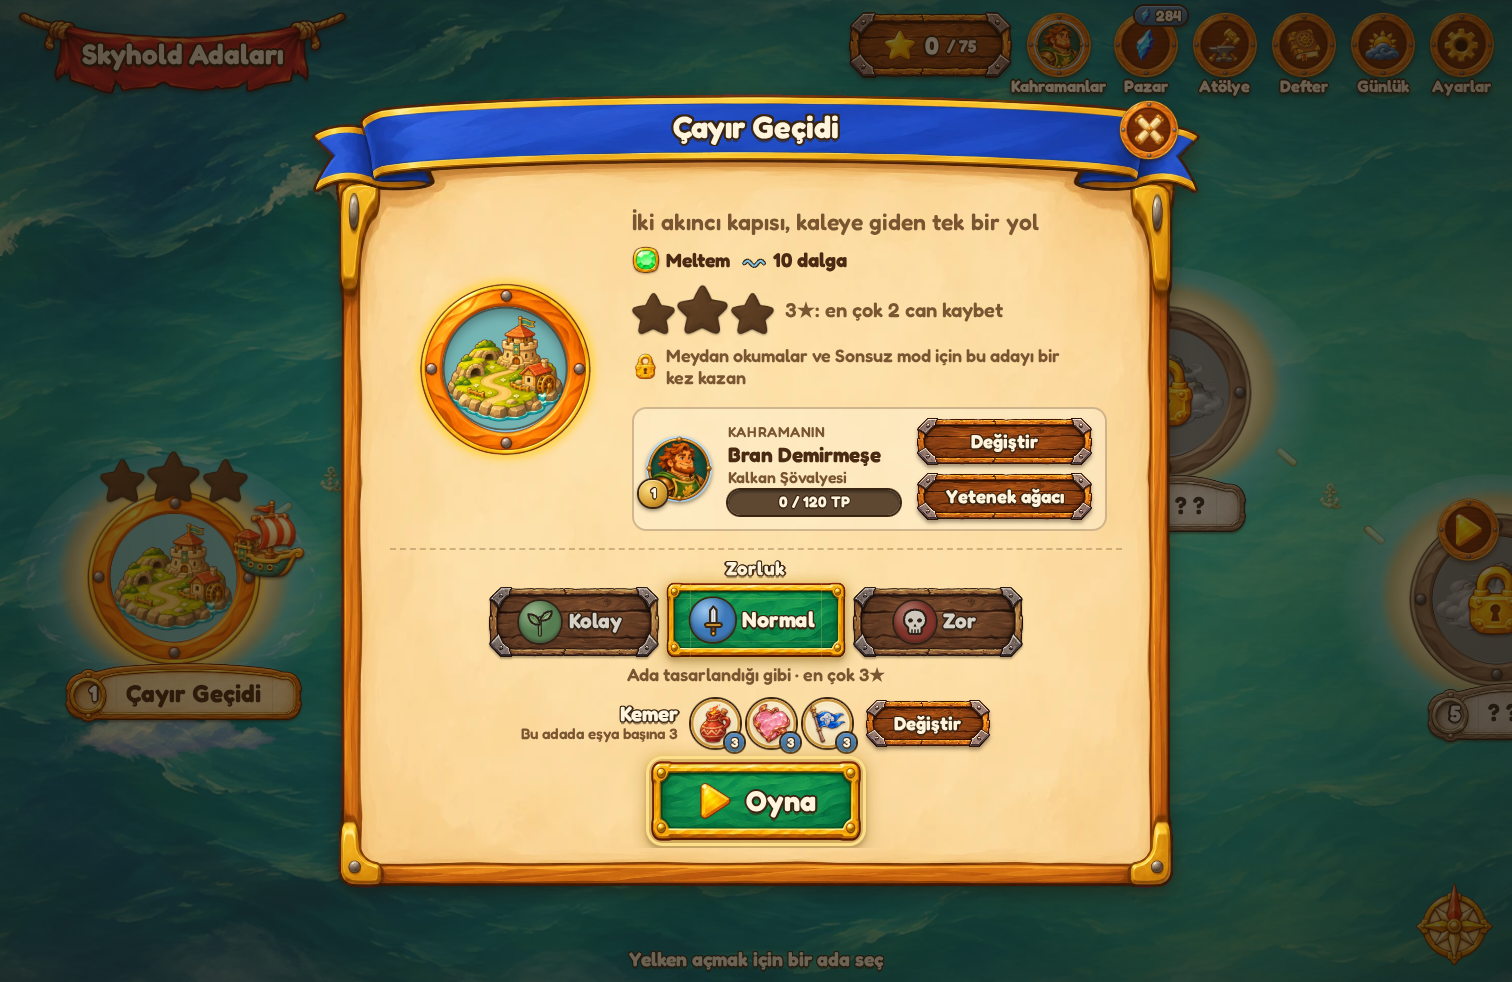 Skyhold Adaları
0 / 75
284
Kahramanlar
Pazar
Atölye
Defter
Günlük
Ayarlar
Çayır Geçidi
İki akıncı kapısı, kaleye giden tek bir yol
Meltem
10 dalga
3★: en çok 2 can kaybet
Meydan okumalar ve Sonsuz mod için bu adayı bir
kez kazan
KAHRAMANIN
Bran Demirmeşe
Kalkan Şövalyesi
1
0 / 120 TP
Değiştir
Yetenek ağacı
Zorluk
Kolay
Normal
Zor
Ada tasarlandığı gibi · en çok 3★
Kemer
Bu adada eşya başına 3
3
3
3
Değiştir
Oyna
1
Çayır Geçidi
? ?
5
? ?
Yelken açmak için bir ada seç